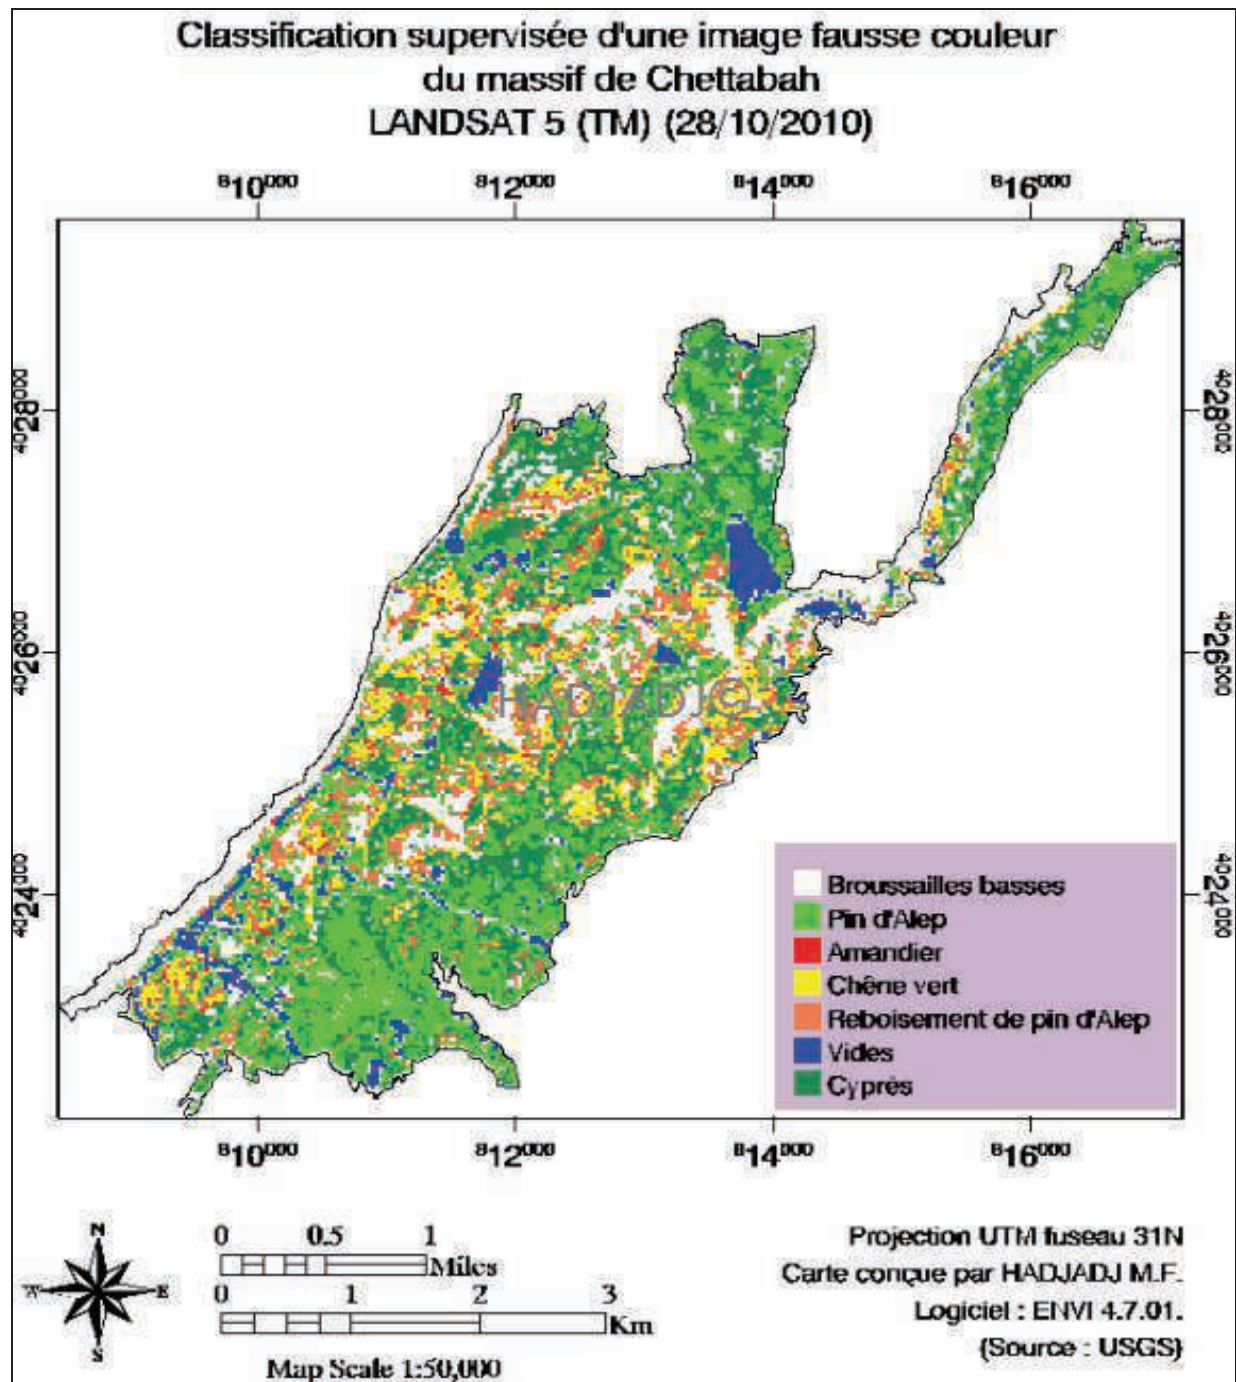 Classification supervisée d'une image fausse couleur
du massif de Chettabah
LANDSAT 5 (TM) (28/10/2010)
810000 812000 814000 816000
4028000 4028000
4026000 4026000
HADJADJ©
Broussailles basses
Pin d'Alep
Amandier
Chêne vert
Reboisement de pin d'Alep
Vides
Cyprès
4024000 4024000
810000 812000 814000 816000
N
W E
S
0 0.5 1
Miles
0 1 2 3
Km
Map Scale 1:50,000
Projection UTM fuseau 31N
Carte conçue par HADJADJ M.F.
Logiciel : ENVI 4.7.01.
(Source : USGS)